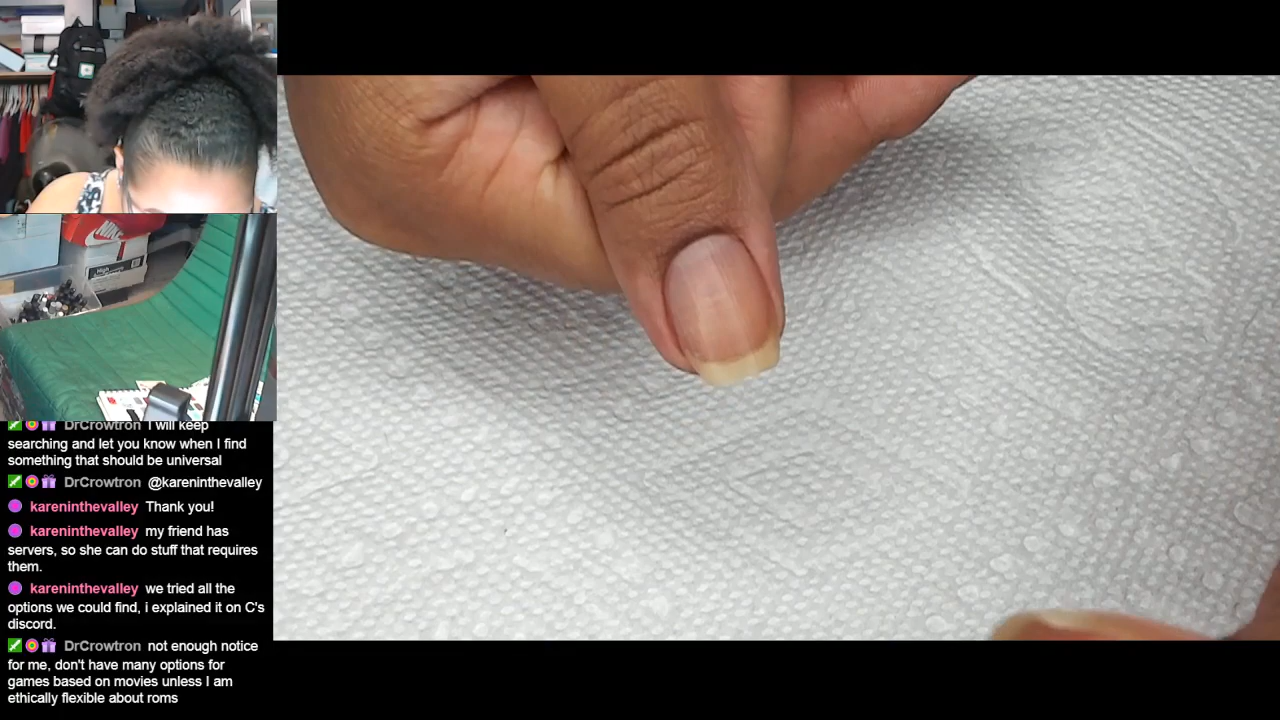 DrCrowtron I will keep
searching and let you know when I find
something that should be universal
DrCrowtron @kareninthevalley
kareninthevalley Thank you!
kareninthevalley my friend has
servers, so she can do stuff that requires
them.
kareninthevalley we tried all the
options we could find, i explained it on C's
discord.
DrCrowtron not enough notice
for me, don't have many options for
games based on movies unless I am
ethically flexible about roms